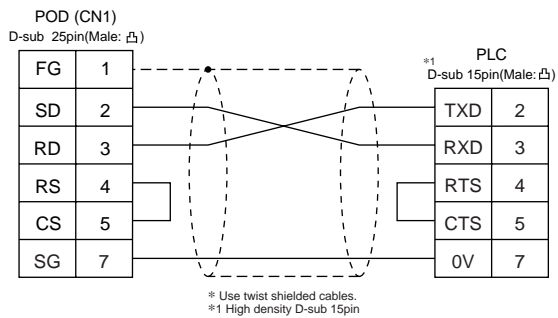 POD (CN1)
D-sub 25pin(Male: 凸)
FG 1
SD 2
RD 3
RS 4
CS 5
SG 7
PLC
*1 D-sub 15pin(Male:凸)
TXD 2
RXD 3
RTS 4
CTS 5
0V 7
* Use twist shielded cables.
*1 High density D-sub 15pin